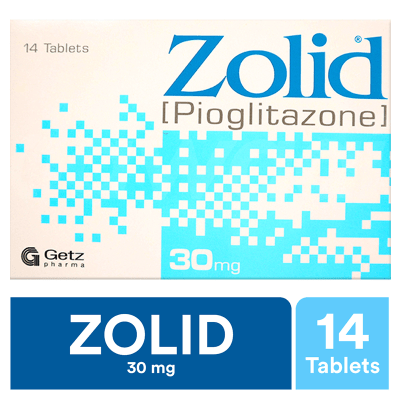 14 Tablets
Zolid®
[Pioglitazone]
Getz
pharma
30mg
ZOLID
30 mg
14
Tablets